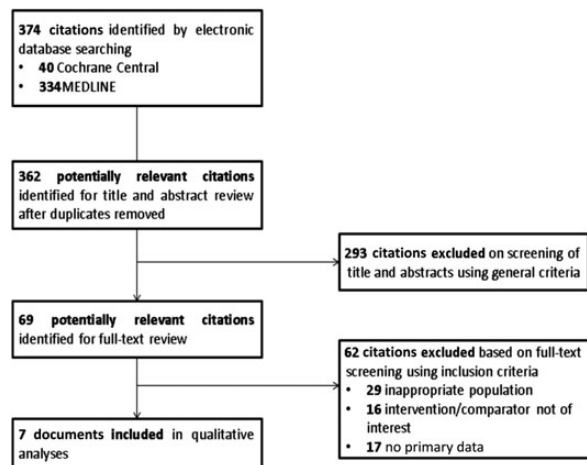 374 citations identified by electronic
database searching
• 40 Cochrane Central
• 334MEDLINE
362 potentially relevant citations
identified for title and abstract review
after duplicates removed
293 citations excluded on screening of
title and abstracts using general criteria
69 potentially relevant citations
identified for full-text review
62 citations excluded based on full-text
screening using inclusion criteria
• 29 inappropriate population
• 16 intervention/comparator not of
interest
• 17 no primary data
7 documents included in qualitative
analyses